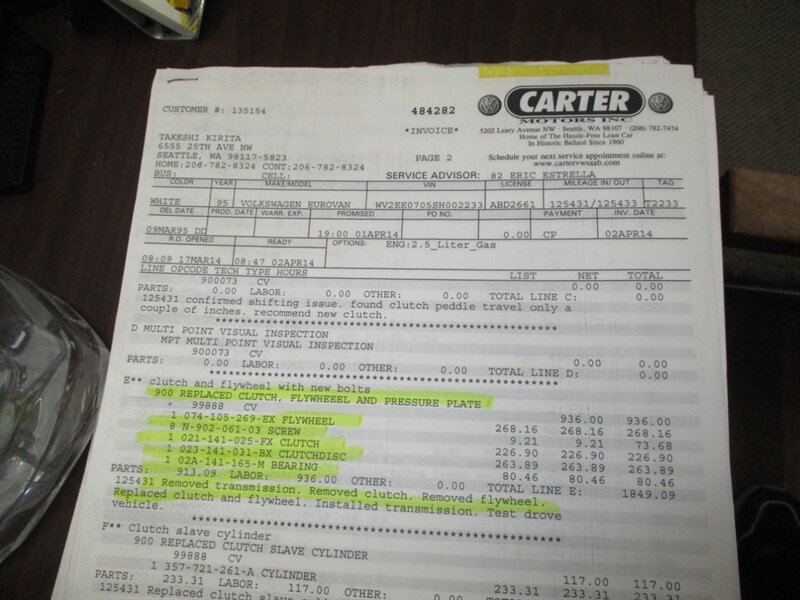 CUSTOMER #: 135154
484282
*INVOICE*
CARTER
MOTORS INC
5202 Leary Avenue NW · Seattle, WA 98107 · (206) 782-7474
Home of The Hassle-Free Loan Car
In Historic Ballard Since 1960
TAKESHI KIRITA
6555 25TH AVE NW
SEATTLE, WA 98117-5823
HOME:206-782-8324 CONT:206-782-8324
PAGE 2
Schedule your next service appointment online at:
www.cartervwsaab.com
BUS: CELL:
SERVICE ADVISOR: 82 ERIC ESTRELLA
COLOR YEAR MAKE/MODEL VIN LICENSE MILEAGE IN/ OUT TAG
WHITE 95 VOLKSWAGEN EUROVAN WV2EE0705SH002233 ABD2661 125431/125433 T2233
DEL DATE PROD. DATE WARR. EXP. PROMISED PO NO. RATE PAYMENT INV. DATE
09MAR95 DD 19:00 01APR14 0.00 CP 02APR14
R.O. OPENED READY OPTIONS: ENG:2.5_Liter_Gas
08:09 17MAR14 08:47 02APR14
LINE OPCODE TECH TYPE HOURS LIST NET TOTAL
900073 CV 0.00 0.00
PARTS: 0.00 LABOR: 0.00 OTHER: 0.00 TOTAL LINE C: 0.00
125431 confirmed shifting issue. found clutch peddle travel only a
couple of inches. recommend new clutch.
****************************************************
D MULTI POINT VISUAL INSPECTION
MPT MULTI POINT VISUAL INSPECTION
900073 CV 0.00 0.00
PARTS: 0.00 LABOR: 0.00 OTHER: 0.00 TOTAL LINE D: 0.00
****************************************************
E** clutch and flywheel with new bolts
900 REPLACED CLUTCH, FLYWHEEEL AND PRESSURE PLATE
99888 CV 936.00 936.00
1 074-105-269-EX FLYWHEEL 268.16 268.16 268.16
8 N-902-061-03 SCREW 9.21 9.21 73.68
1 021-141-025-FX CLUTCH 226.90 226.90 226.90
1 023-141-031-BX CLUTCHDISC 263.89 263.89 263.89
1 02A-141-165-M BEARING 80.46 80.46 80.46
PARTS: 913.09 LABOR: 936.00 OTHER: 0.00 TOTAL LINE E: 1849.09
125431 Removed transmission. Removed clutch. Removed flywheel.
Replaced clutch and flywheel. Installed transmission. Test drove
vehicle.
****************************************************
F** Clutch slave cylinder
900 REPLACED CLUTCH SLAVE CYLINDER
99888 CV 117.00 117.00
1 357-721-261-A CYLINDER 233.31 233.31 233.31
PARTS: 233.31 LABOR: 117.00 OTHER: 0.00
125431 Replaced clutch slave